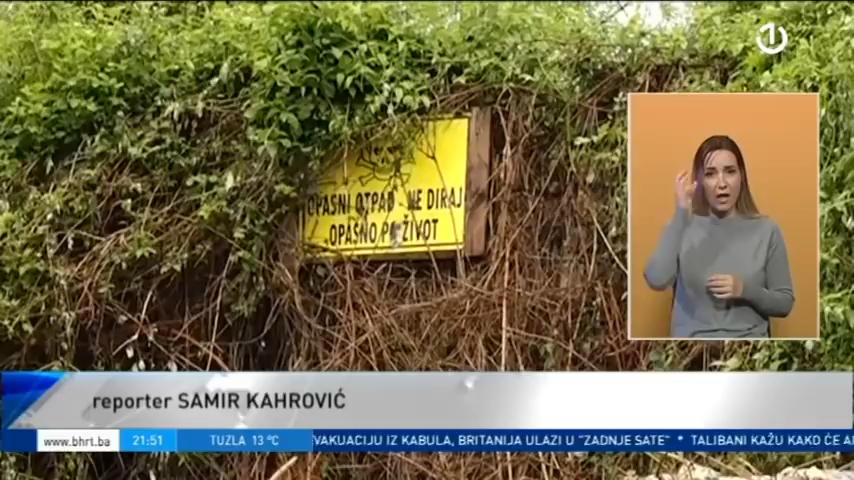 1
OPASNI OTPAD - NE DIRAJ
OPASNO PO ŽIVOT
reporter SAMIR KAHROVIĆ
www.bhrt.ba 21:51 TUZLA 13 °C VAKUACIJU IZ KABULA, BRITANIJA ULAZI U "ZADNJE SATE" * TALIBANI KAŽU KAKO ĆE